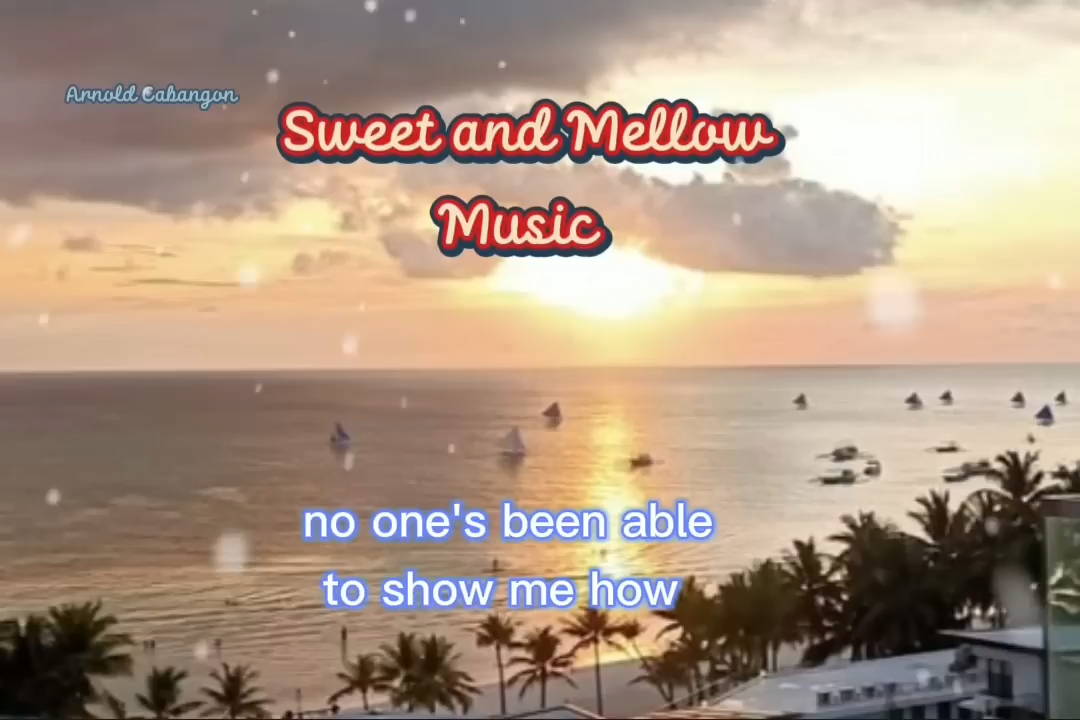 Arnold Cabangon
Sweet and Mellow
Music
no one's been able
to show me how